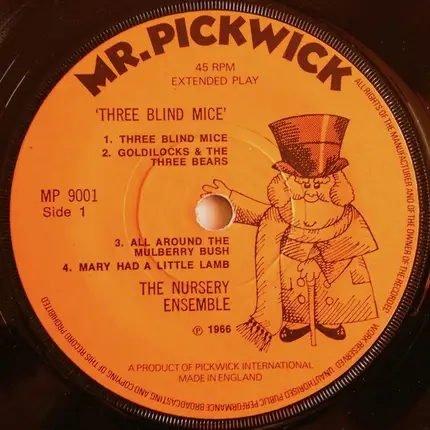 MR. PICKWICK
45 RPM
EXTENDED PLAY
'THREE BLIND MICE'
1. THREE BLIND MICE
2. GOLDILOCKS & THE
THREE BEARS
MP 9001
Side 1
3. ALL AROUND THE
MULBERRY BUSH
4. MARY HAD A LITTLE LAMB
THE NURSERY
ENSEMBLE
℗ 1966
A PRODUCT OF PICKWICK INTERNATIONAL
MADE IN ENGLAND
ALL RIGHTS OF THE MANUFACTURER AND OF THE OWNER OF THE RECORDED WORK RESERVED. UNAUTHORISED PUBLIC PERFORMANCE BROADCASTING AND COPYING OF THIS RECORD PROHIBITED